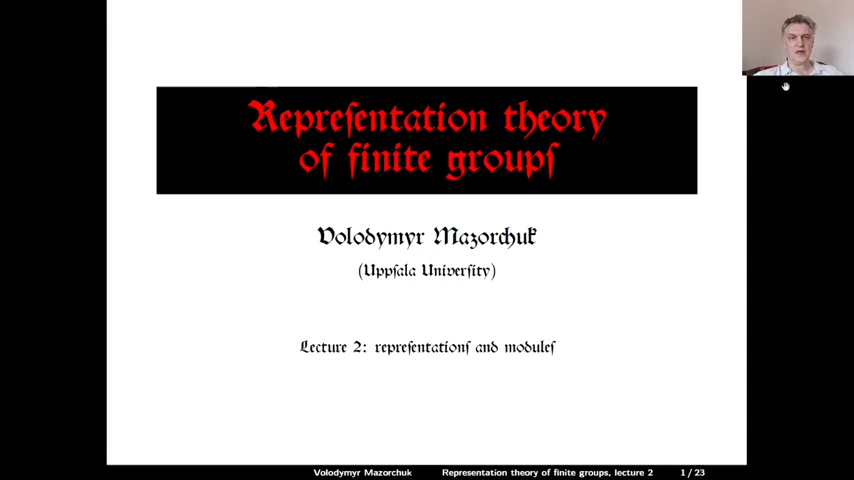 Repreſentation theory
of finite groupſ
Volodymyr Mazorchuk
(Uppſala Univerſity)
Lecture 2: repreſentationſ and moduleſ
Volodymyr Mazorchuk Representation theory of finite groups, lecture 2 1 / 23